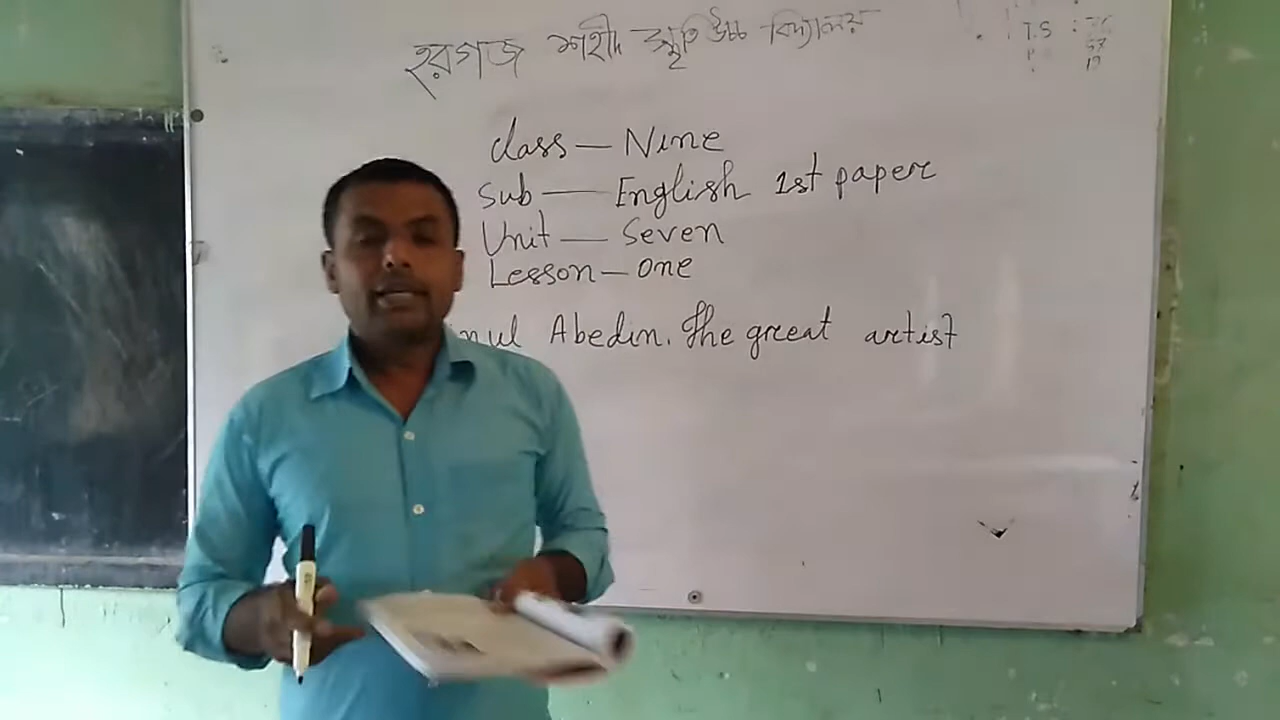 হরগজ শহীদ স্মৃতি উচ্চ বিদ্যালয়
T.S :
Class — Nine
Sub — English 1st paper
Unit — Seven
Lesson — One
Abedin. The great artist